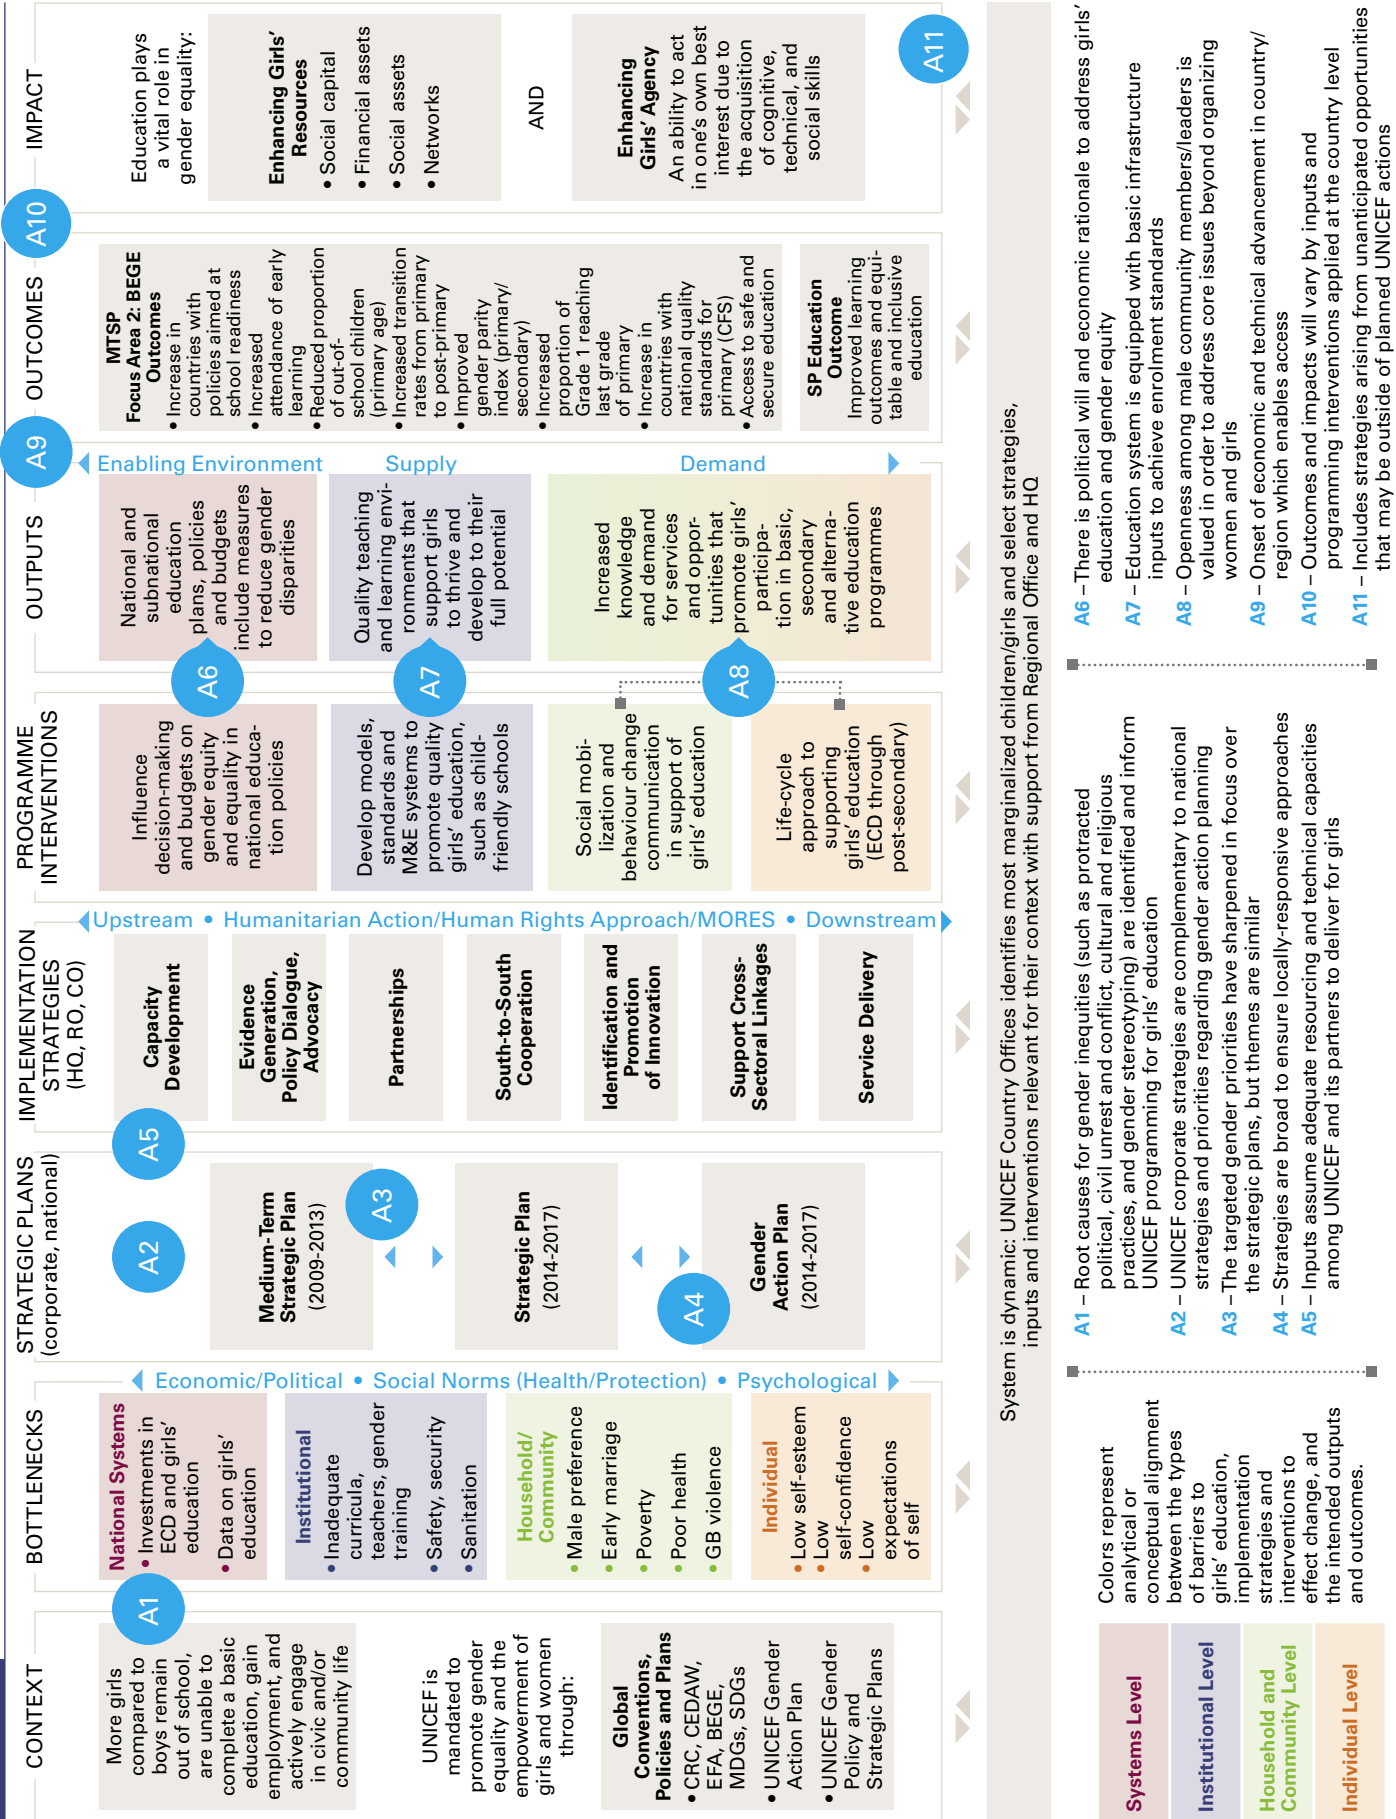 CONTEXT
More girls
compared to
boys remain
out of school,
are unable to
complete a basic
education, gain
employment, and
actively engage
in civic and/or
community life
UNICEF is
mandated to
promote gender
equality and the
empowerment of
girls and women
through:
Global
Conventions,
Policies and Plans
• CRC, CEDAW,
EFA, BEGE,
MDGs, SDGs
• UNICEF Gender
Action Plan
• UNICEF Gender
Policy and
Strategic Plans
A1
BOTTLENECKS
National Systems
• Investments in
ECD and girls’
education
• Data on girls’
education
Institutional
• Inadequate
curricula,
teachers, gender
training
• Safety, security
• Sanitation
Household/
Community
• Male preference
• Early marriage
• Poverty
• Poor health
• GB violence
Individual
• Low self-esteem
• Low
self-confidence
• Low
expectations
of self
Economic/Political • Social Norms (Health/Protection) • Psychological
STRATEGIC PLANS
(corporate, national)
A2
Medium-Term
Strategic Plan
(2009-2013)
A3
Strategic Plan
(2014-2017)
A4
Gender
Action Plan
(2014-2017)
A5
IMPLEMENTATION
STRATEGIES
(HQ, RO, CO)
Capacity
Development
Evidence
Generation,
Policy Dialogue,
Advocacy
Partnerships
South-to-South
Cooperation
Identification and
Promotion
of Innovation
Support Cross-
Sectoral Linkages
Service Delivery
Upstream • Humanitarian Action/Human Rights Approach/MORES • Downstream
PROGRAMME
INTERVENTIONS
Influence
decision-making
and budgets on
gender equity
and equality in
national educa-
tion policies
Develop models,
standards and
M&E systems to
promote quality
girls’ education,
such as child-
friendly schools
Social mobi-
lization and
behaviour change
communication
in support of
girls’ education
Life-cycle
approach to
supporting
girls’ education
(ECD through
post-secondary)
A6
A7
A8
OUTPUTS
National and
subnational
education
plans, policies
and budgets
include measures
to reduce gender
disparities
Quality teaching
and learning envi-
ronments that
support girls
to thrive and
develop to their
full potential
Increased
knowledge
and demand
for services
and oppor-
tunities that
promote girls’
participa-
tion in basic,
secondary
and alterna-
tive education
programmes
Enabling Environment
Supply
Demand
A9
OUTCOMES
MTSP
Focus Area 2: BEGE
Outcomes
• Increase in
countries with
policies aimed at
school readiness
• Increased
attendance of early
learning
• Reduced proportion
of out-of-
school children
(primary age)
• Increased transition
rates from primary
to post-primary
• Improved
gender parity
index (primary/
secondary)
• Increased
proportion of
Grade 1 reaching
last grade
of primary
• Increase in
countries with
national quality
standards for
primary (CFS)
• Access to safe and
secure education
SP Education
Outcome
Improved learning
outcomes and equi-
table and inclusive
education
A10
IMPACT
Education plays
a vital role in
gender equality:
Enhancing Girls’
Resources
• Social capital
• Financial assets
• Social assets
• Networks
AND
Enhancing
Girls’ Agency
An ability to act
in one’s own best
interest due to
the acquisition
of cognitive,
technical, and
social skills
A11
System is dynamic: UNICEF Country Offices identifies most marginalized children/girls and select strategies,
inputs and interventions relevant for their context with support from Regional Office and HQ.
Systems Level
Institutional Level
Household and
Community Level
Individual Level
Colors represent
analytical or
conceptual alignment
between the types
of barriers to
girls’ education,
implementation
strategies and
interventions to
effect change, and
the intended outputs
and outcomes.
A1 – Root causes for gender inequities (such as protracted
political, civil unrest and conflict, cultural and religious
practices, and gender stereotyping) are identified and inform
UNICEF programming for girls’ education
A2 – UNICEF corporate strategies are complementary to national
strategies and priorities regarding gender action planning
A3 – The targeted gender priorities have sharpened in focus over
the strategic plans, but themes are similar
A4 – Strategies are broad to ensure locally-responsive approaches
A5 – Inputs assume adequate resourcing and technical capacities
among UNICEF and its partners to deliver for girls
A6 – There is political will and economic rationale to address girls’
education and gender equity
A7 – Education system is equipped with basic infrastructure
inputs to achieve enrolment standards
A8 – Openness among male community members/leaders is
valued in order to address core issues beyond organizing
women and girls
A9 – Onset of economic and technical advancement in country/
region which enables access
A10 – Outcomes and impacts will vary by inputs and
programming interventions applied at the country level
A11 – Includes strategies arising from unanticipated opportunities
that may be outside of planned UNICEF actions